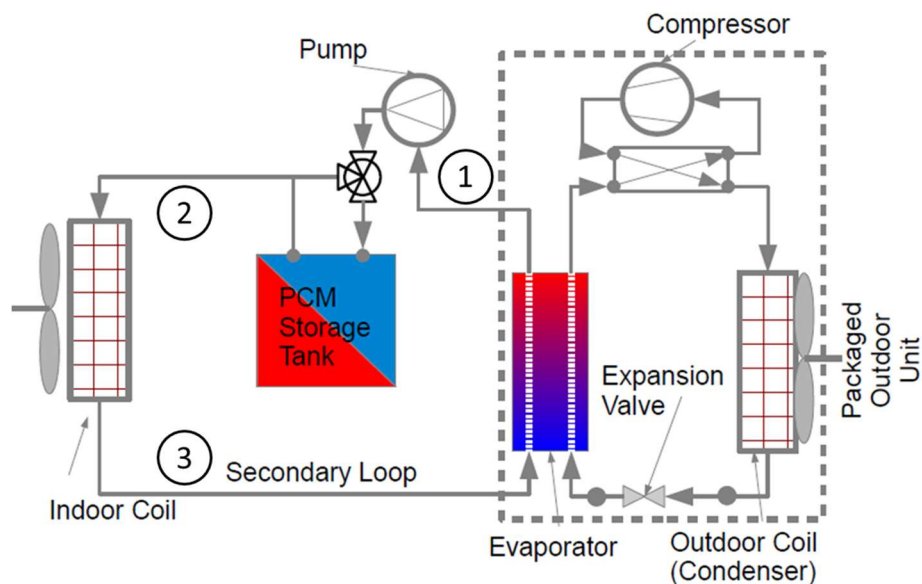 Compressor
Pump
1
2
PCM
Storage
Tank
Expansion
Valve
Packaged
Outdoor
Unit
3
Secondary Loop
Indoor Coil
Evaporator
Outdoor Coil
(Condenser)